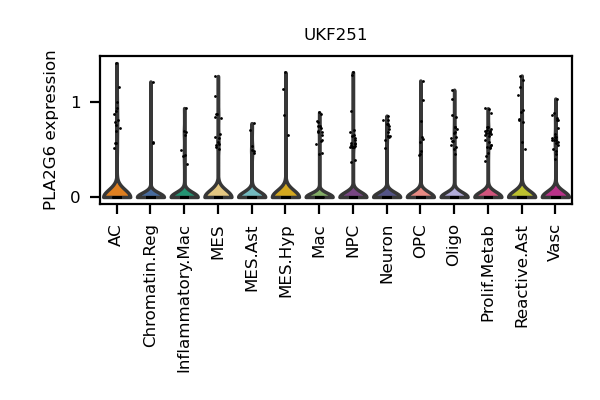 UKF251
PLA2G6 expression
1
0
AC
Chromatin.Reg
Inflammatory.Mac
MES
MES.Ast
MES.Hyp
Mac
NPC
Neuron
OPC
Oligo
Prolif.Metab
Reactive.Ast
Vasc